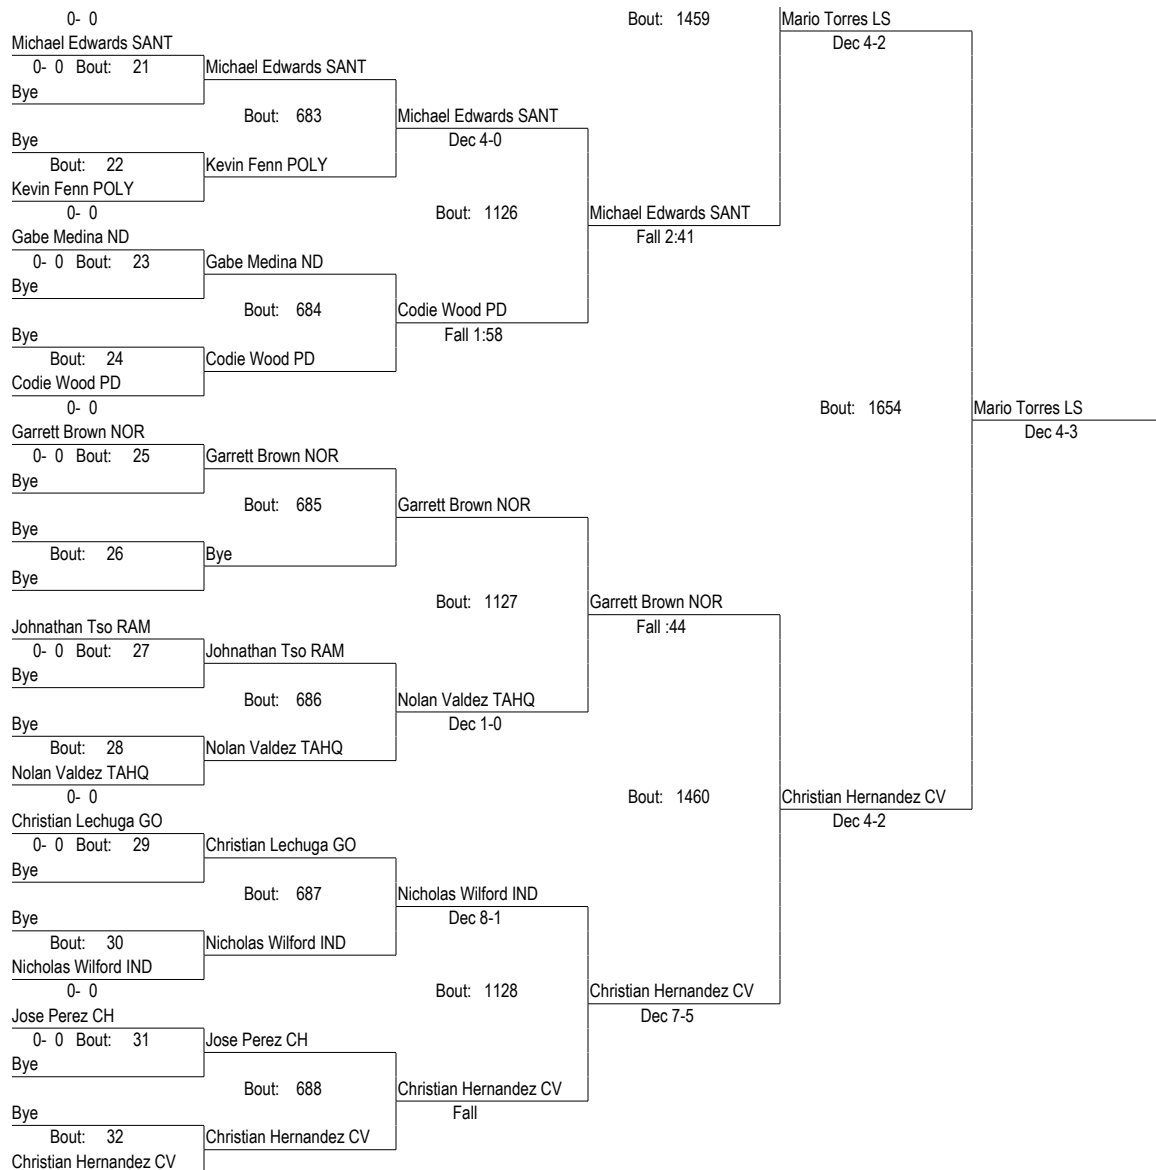 0- 0 Bout: 1459 Mario Torres LS
Michael Edwards SANT Dec 4-2
0- 0 Bout: 21 Michael Edwards SANT
Bye
Bout: 683 Michael Edwards SANT
Bye Dec 4-0
Bout: 22 Kevin Fenn POLY
Kevin Fenn POLY
0- 0 Bout: 1126 Michael Edwards SANT
Gabe Medina ND Fall 2:41
0- 0 Bout: 23 Gabe Medina ND
Bye
Bout: 684 Codie Wood PD
Bye Fall 1:58
Bout: 24 Codie Wood PD
Codie Wood PD
0- 0 Bout: 1654 Mario Torres LS
Garrett Brown NOR Dec 4-3
0- 0 Bout: 25 Garrett Brown NOR
Bye
Bout: 685 Garrett Brown NOR
Bye
Bout: 26 Bye
Bye
Bout: 1127 Garrett Brown NOR
Johnathan Tso RAM Fall :44
0- 0 Bout: 27 Johnathan Tso RAM
Bye
Bout: 686 Nolan Valdez TAHQ
Bye Dec 1-0
Bout: 28 Nolan Valdez TAHQ
Nolan Valdez TAHQ
0- 0 Bout: 1460 Christian Hernandez CV
Christian Lechuga GO Dec 4-2
0- 0 Bout: 29 Christian Lechuga GO
Bye
Bout: 687 Nicholas Wilford IND
Bye Dec 8-1
Bout: 30 Nicholas Wilford IND
Nicholas Wilford IND
0- 0 Bout: 1128 Christian Hernandez CV
Jose Perez CH Dec 7-5
0- 0 Bout: 31 Jose Perez CH
Bye
Bout: 688 Christian Hernandez CV
Bye Fall
Bout: 32 Christian Hernandez CV
Christian Hernandez CV